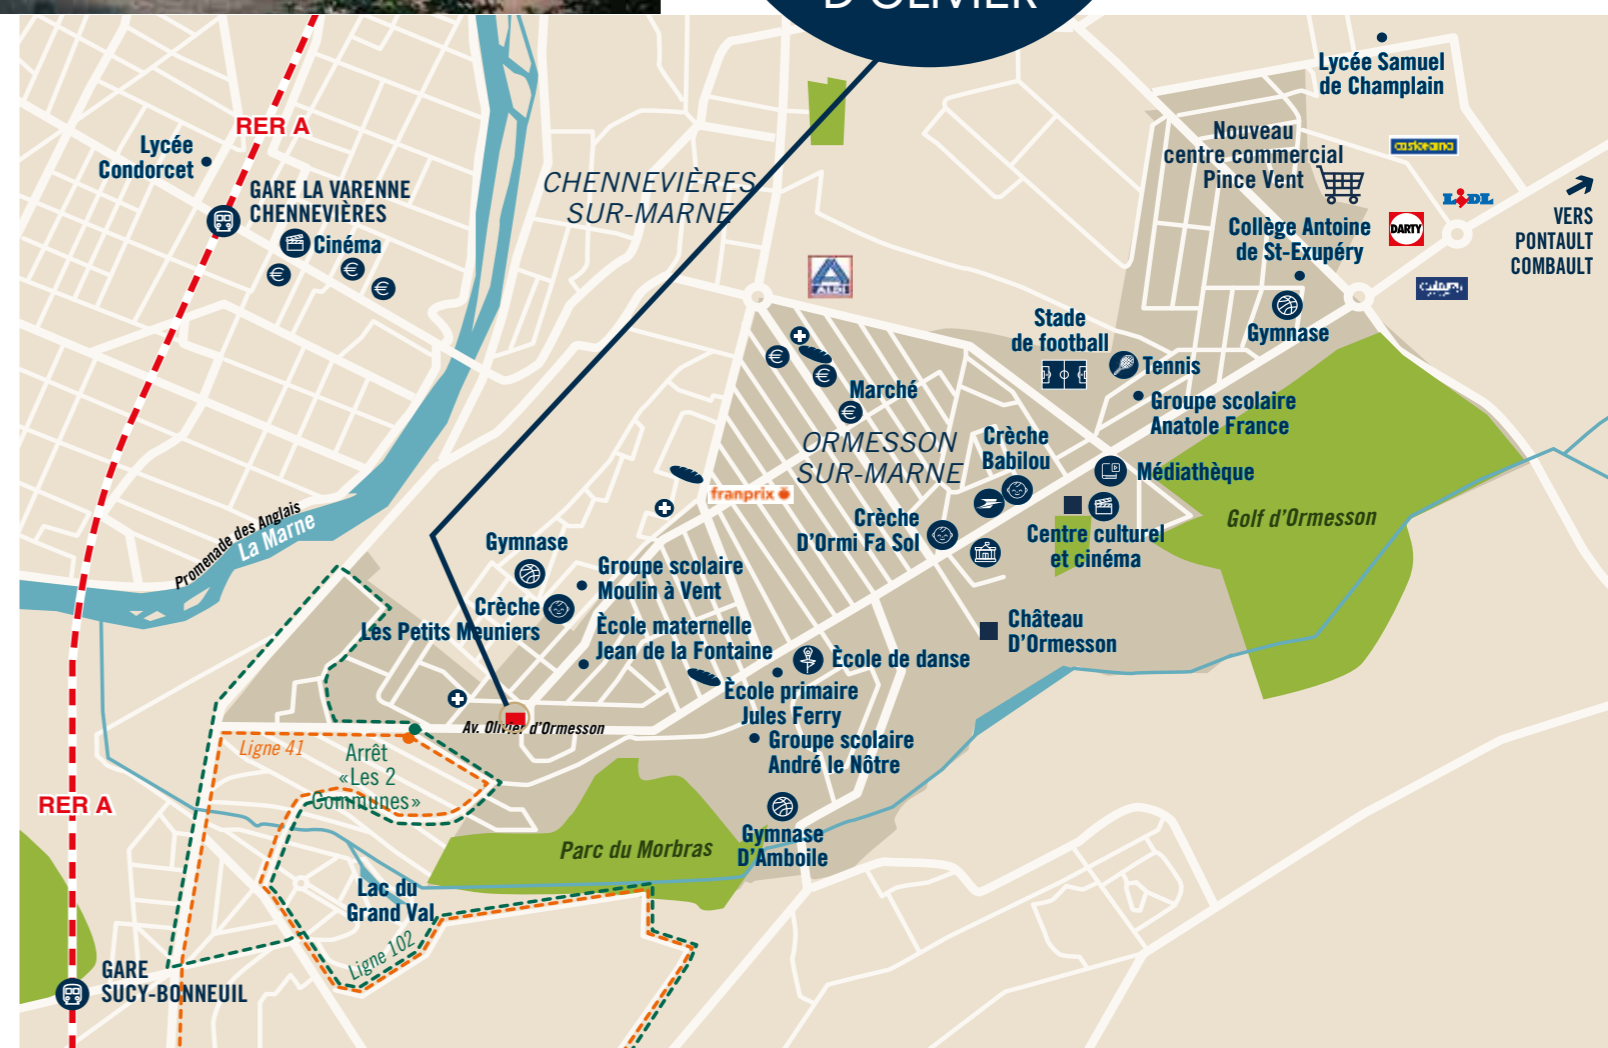 D'OLIVIER
Lycée Samuel
de Champlain
RER A
Lycée
Condorcet
Nouveau
centre commercial
Pince Vent
castorama
GARE LA VARENNE
CHENNEVIÈRES
CHENNEVIÈRES
SUR-MARNE
LIDL
VERS
PONTAULT
COMBAULT
DARTY
Collège Antoine
de St-Exupéry
Cinéma
€
€
€
ALDI
Cultura
Gymnase
Stade
de football
Tennis
€
€
Marché
€
Groupe scolaire
Anatole France
ORMESSON
SUR-MARNE
Crèche
Babilou
Médiathèque
franprix
Golf d'Ormesson
Crèche
D'Ormi Fa Sol
Centre culturel
et cinéma
Promenade des Anglais
La Marne
Gymnase
Groupe scolaire
Moulin à Vent
Crèche
Les Petits Meuniers
Ècole maternelle
Jean de la Fontaine
Château
D'Ormesson
Ècole de danse
Ècole primaire
Jules Ferry
Av. Olivier d'Ormesson
Groupe scolaire
André le Nôtre
Ligne 41
Arrêt
«Les 2
Communes»
RER A
Parc du Morbras
Gymnase
D'Amboile
Lac du
Grand Val
Ligne 102
GARE
SUCY-BONNEUIL